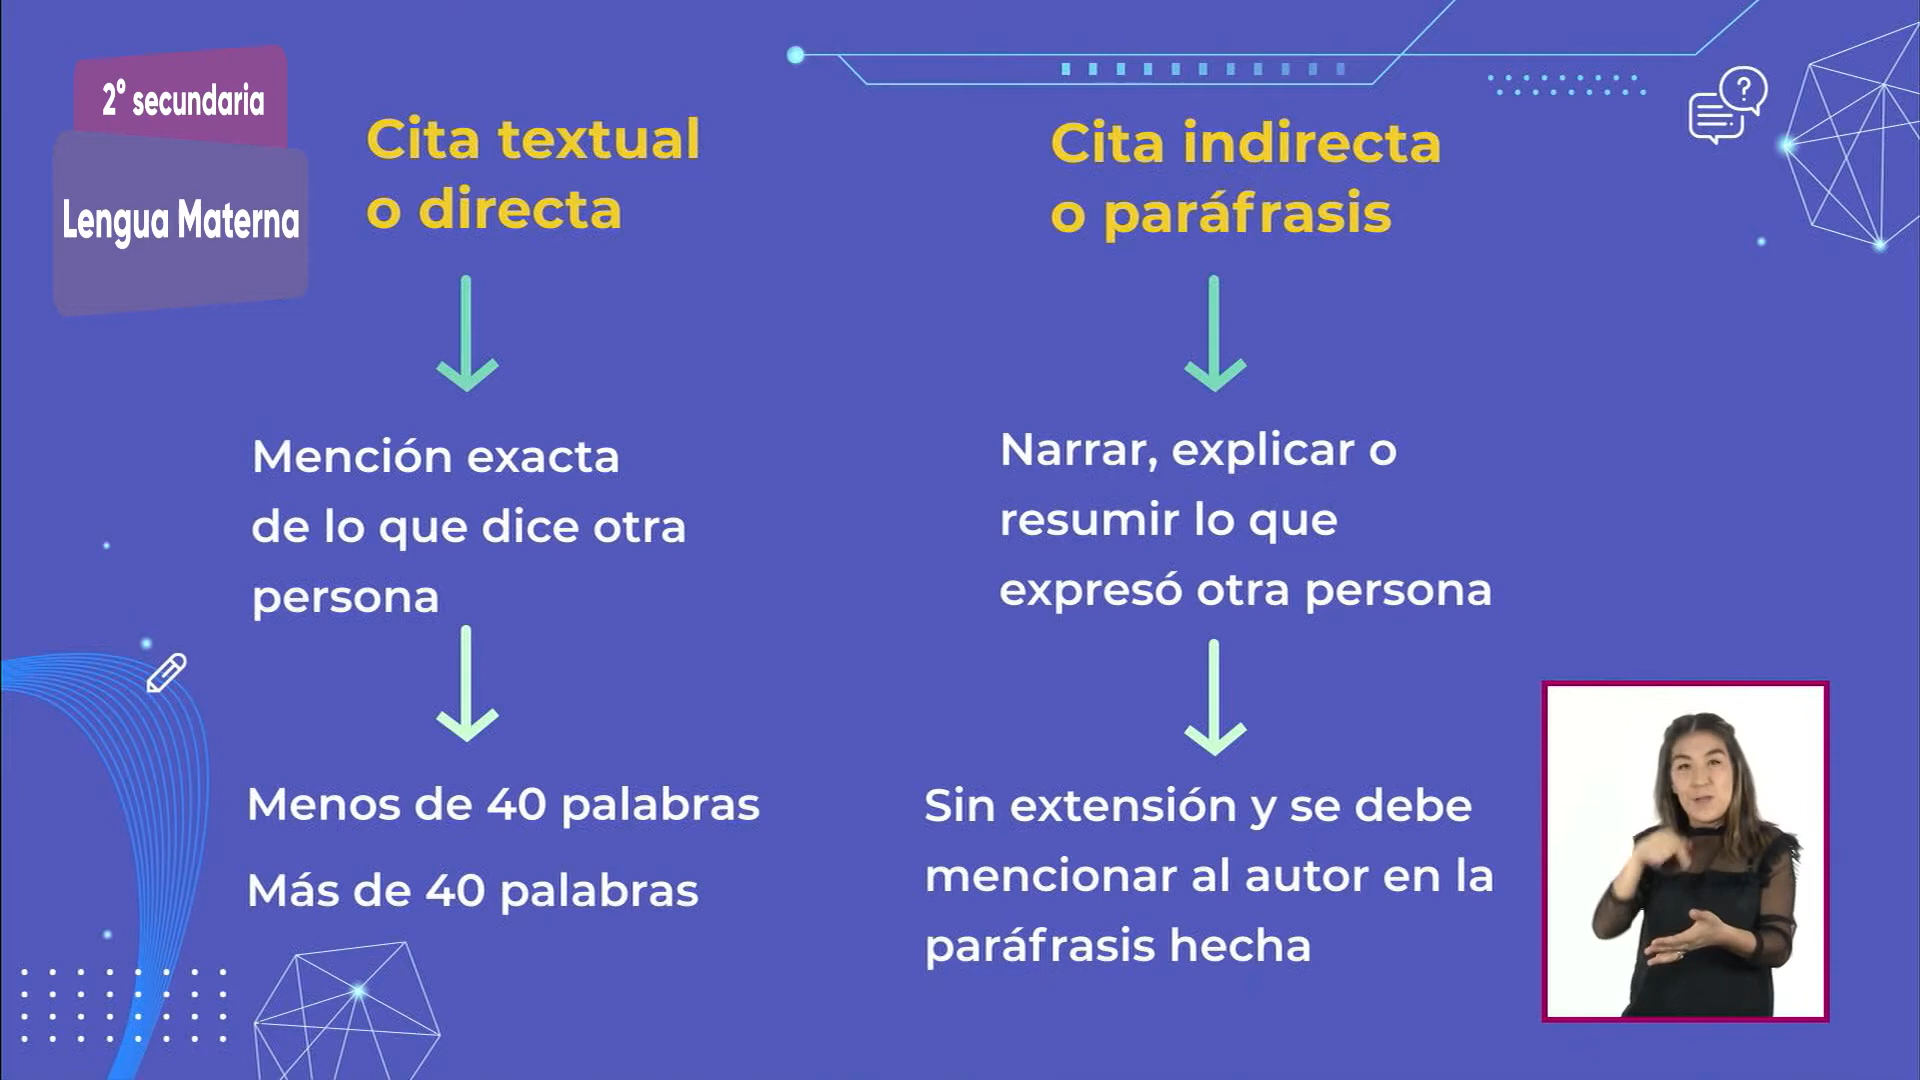 2° secundaria
Lengua Materna
Cita textual
o directa
Mención exacta
de lo que dice otra
persona
Menos de 40 palabras
Más de 40 palabras
Cita indirecta
o paráfrasis
Narrar, explicar o
resumir lo que
expresó otra persona
Sin extensión y se debe
mencionar al autor en la
paráfrasis hecha
?